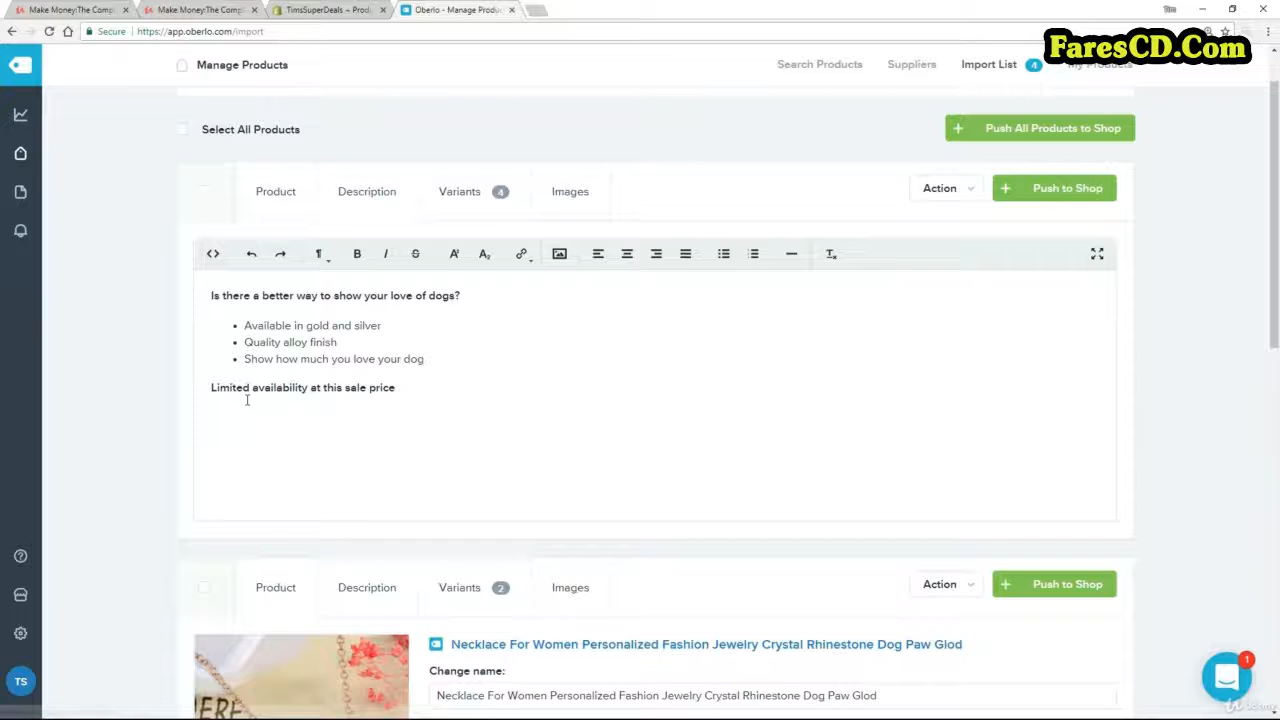 Make Money:The Comp
Make Money:The Comp
TimsSuperDeals ~ Prod
Oberlo - Manage Produc
Secure
https://app.oberlo.com/import
FaresCD.Com
Manage Products
Search Products
Suppliers
Import List 4
My Products
Select All Products
+ Push All Products to Shop
Product
Description
Variants 4
Images
Action
+ Push to Shop
Is there a better way to show your love of dogs?
• Available in gold and silver
• Quality alloy finish
• Show how much you love your dog
Limited availability at this sale price
Product
Description
Variants 2
Images
Action
+ Push to Shop
Necklace For Women Personalized Fashion Jewelry Crystal Rhinestone Dog Paw Glod
Change name:
Necklace For Women Personalized Fashion Jewelry Crystal Rhinestone Dog Paw Glod
TS
1
Udemy